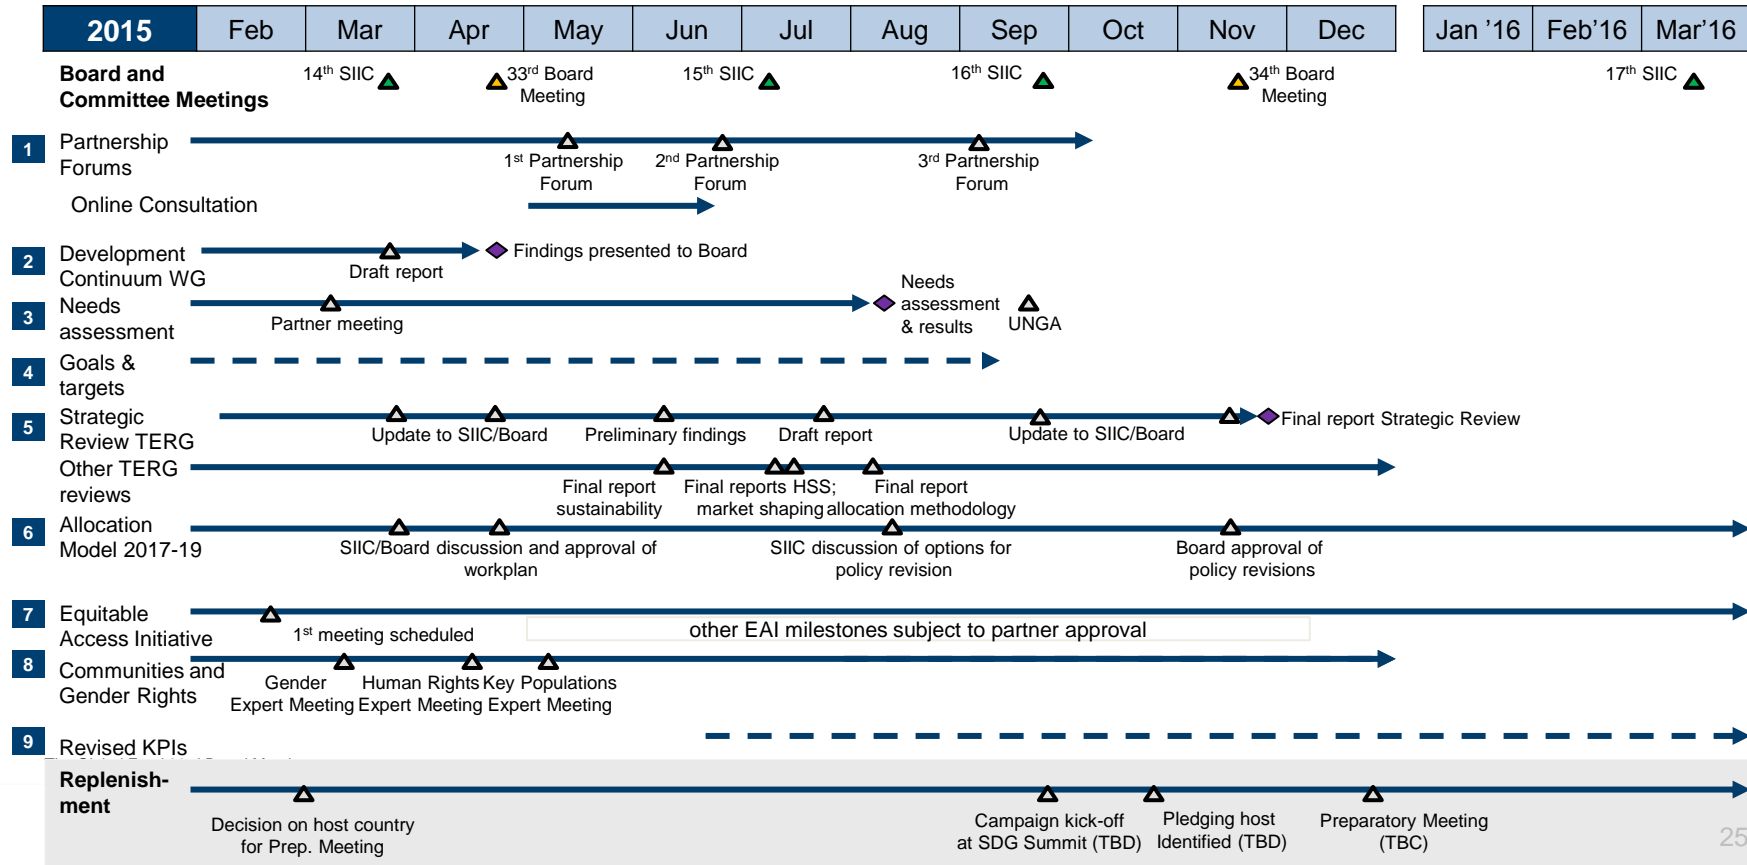 2015 Feb Mar Apr May Jun Jul Aug Sep Oct Nov Dec Jan '16 Feb'16 Mar'16
Board and
Committee Meetings
14th SIIC
33rd Board
Meeting
15th SIIC
16th SIIC
34th Board
Meeting
17th SIIC
1 Partnership
Forums
1st Partnership
Forum
2nd Partnership
Forum
3rd Partnership
Forum
Online Consultation
2 Development
Continuum WG
Draft report
Findings presented to Board
3 Needs
assessment
Partner meeting
Needs
assessment
& results
UNGA
4 Goals &
targets
5 Strategic
Review TERG
Update to SIIC/Board
Preliminary findings
Draft report
Update to SIIC/Board
Final report Strategic Review
Other TERG
reviews
Final report
sustainability
Final reports HSS;
market shaping
Final report
allocation methodology
6 Allocation
Model 2017-19
SIIC/Board discussion and approval of
workplan
SIIC discussion of options for
policy revision
Board approval of
policy revisions
7 Equitable
Access Initiative
1st meeting scheduled
other EAI milestones subject to partner approval
8 Communities and
Gender Rights
Gender
Expert Meeting
Human Rights
Expert Meeting
Key Populations
Expert Meeting
9 Revised KPIs
Replenish-
ment
Decision on host country
for Prep. Meeting
Campaign kick-off
at SDG Summit (TBD)
Pledging host
Identified (TBD)
Preparatory Meeting
(TBC)
25